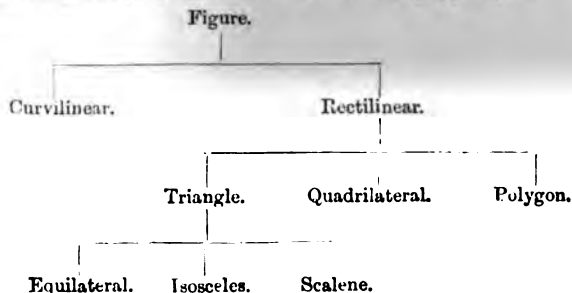 Figure.
Curvilinear. Rectilinear.
Triangle. Quadrilateral. Polygon.
Equilateral. Isosceles. Scalene.